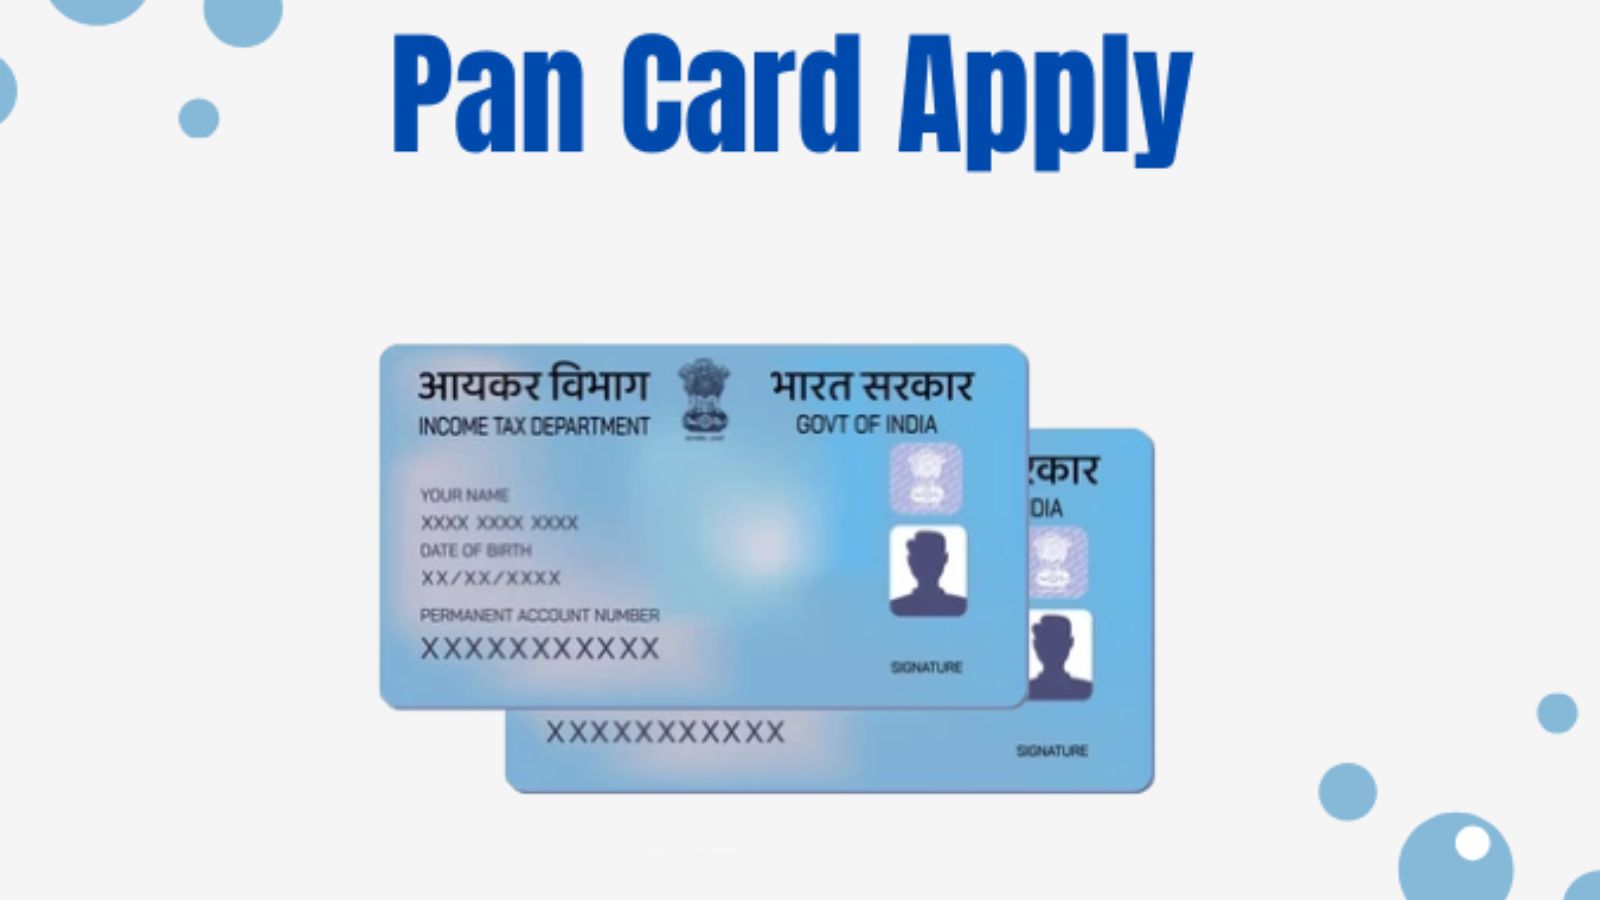 Pan Card Apply
आयकर विभाग
INCOME TAX DEPARTMENT
भारत सरकार
GOVT OF INDIA
YOUR NAME
XXXX XXXX XXXX
DATE OF BIRTH
XX/XX/XXXX
PERMANENT ACCOUNT NUMBER
XXXXXXXXXXX
SIGNATURE
रकार
DIA
XXXXXXXXXXX
SIGNATURE